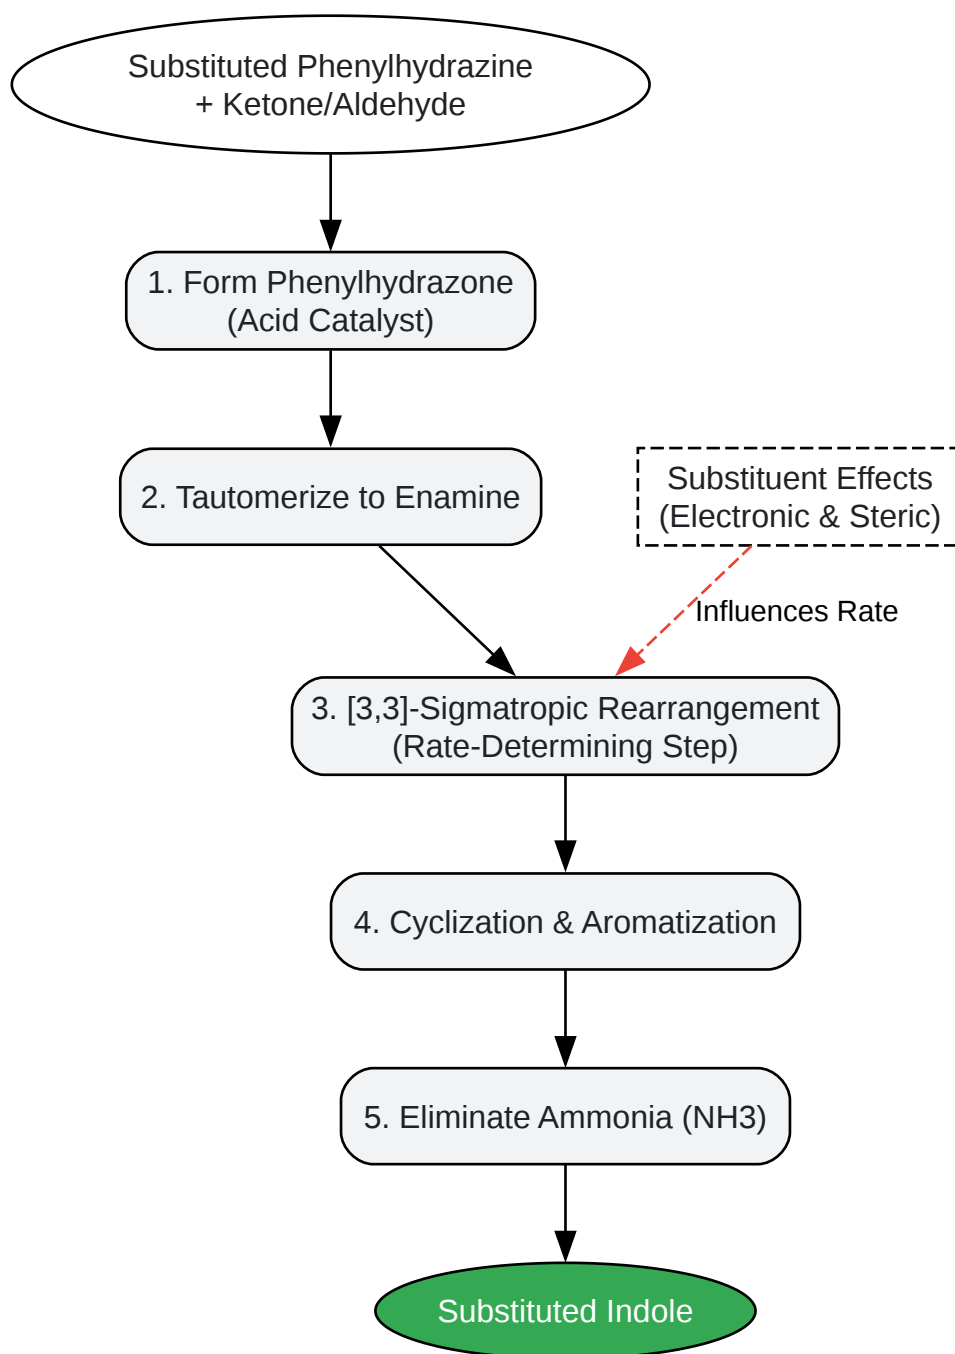 Substituted Phenylhydrazine
+ Ketone/Aldehyde
1. Form Phenylhydrazone
(Acid Catalyst)
2. Tautomerize to Enamine
Substituent Effects
(Electronic & Steric)
Influences Rate
3. [3,3]-Sigmatropic Rearrangement
(Rate-Determining Step)
4. Cyclization & Aromatization
5. Eliminate Ammonia (NH3)
Substituted Indole